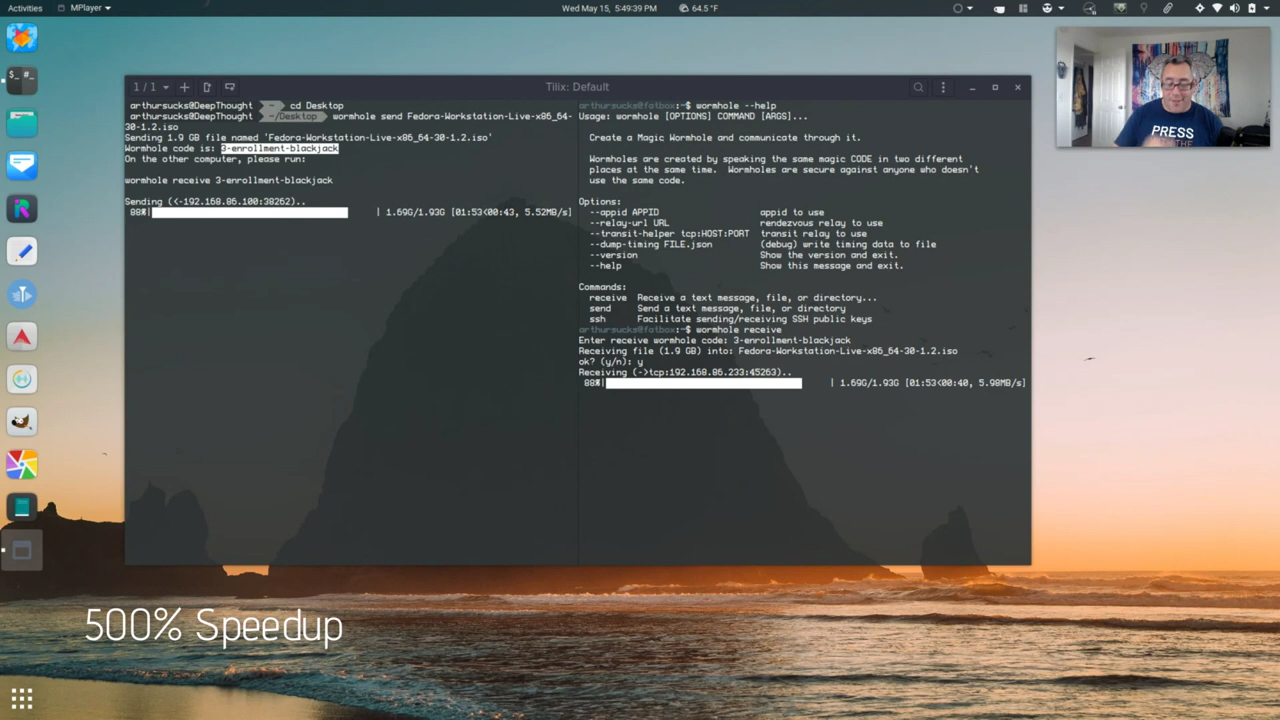 Activities
MPlayer
Wed May 15, 5:49:39 PM
64.5 °F
1 / 1
Tilix: Default
arthursucks@DeepThought ~ cd Desktop
arthursucks@DeepThought ~/Desktop wormhole send Fedora-Workstation-Live-x86_64-
30-1.2.iso
Sending 1.9 GB file named 'Fedora-Workstation-Live-x86_64-30-1.2.iso'
Wormhole code is: 3-enrollment-blackjack
On the other computer, please run:
wormhole receive 3-enrollment-blackjack
Sending (<-192.168.86.100:38262)..
88%| | 1.69G/1.93G [01:53<00:43, 5.52MB/s]
arthursucks@fatbox:~$ wormhole --help
Usage: wormhole [OPTIONS] COMMAND [ARGS]...
Create a Magic Wormhole and communicate through it.
Wormholes are created by speaking the same magic CODE in two different
places at the same time. Wormholes are secure against anyone who doesn't
use the same code.
Options:
--appid APPID appid to use
--relay-url URL rendezvous relay to use
--transit-helper tcp:HOST:PORT transit relay to use
--dump-timing FILE.json (debug) write timing data to file
--version Show the version and exit.
--help Show this message and exit.
Commands:
receive Receive a text message, file, or directory...
send Send a text message, file, or directory
ssh Facilitate sending/receiving SSH public keys
arthursucks@fatbox:~$ wormhole receive
Enter receive wormhole code: 3-enrollment-blackjack
Receiving file (1.9 GB) into: Fedora-Workstation-Live-x86_64-30-1.2.iso
ok? (y/n): y
Receiving (->tcp:192.168.86.233:45263)..
88%| | 1.69G/1.93G [01:53<00:40, 5.98MB/s]
PRESS
500% Speedup